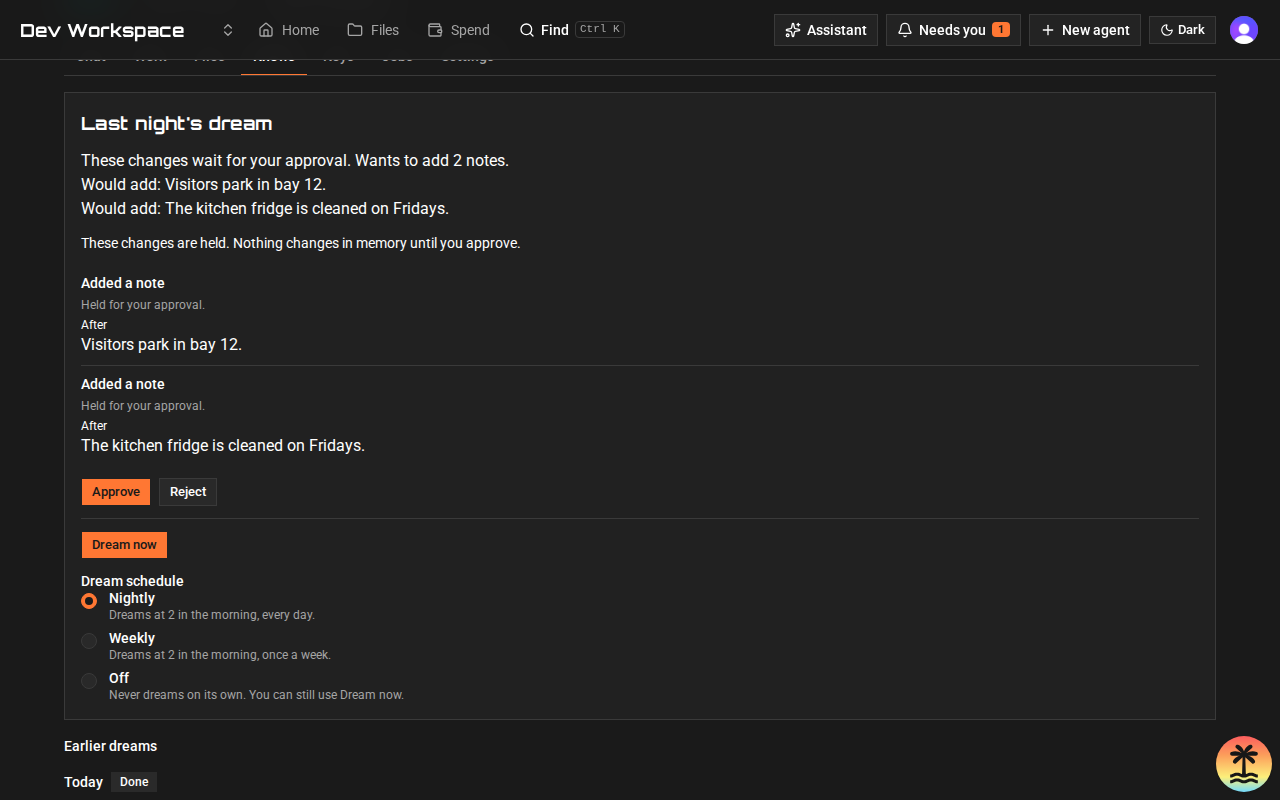 Dev Workspace
Home
Files
Spend
Find
Ctrl K
Assistant
Needs you 1
New agent
Dark
Last night's dream
These changes wait for your approval. Wants to add 2 notes.
Would add: Visitors park in bay 12.
Would add: The kitchen fridge is cleaned on Fridays.
These changes are held. Nothing changes in memory until you approve.
Added a note
Held for your approval.
After
Visitors park in bay 12.
Added a note
Held for your approval.
After
The kitchen fridge is cleaned on Fridays.
Approve
Reject
Dream now
Dream schedule
Nightly
Dreams at 2 in the morning, every day.
Weekly
Dreams at 2 in the morning, once a week.
Off
Never dreams on its own. You can still use Dream now.
Earlier dreams
Today Done